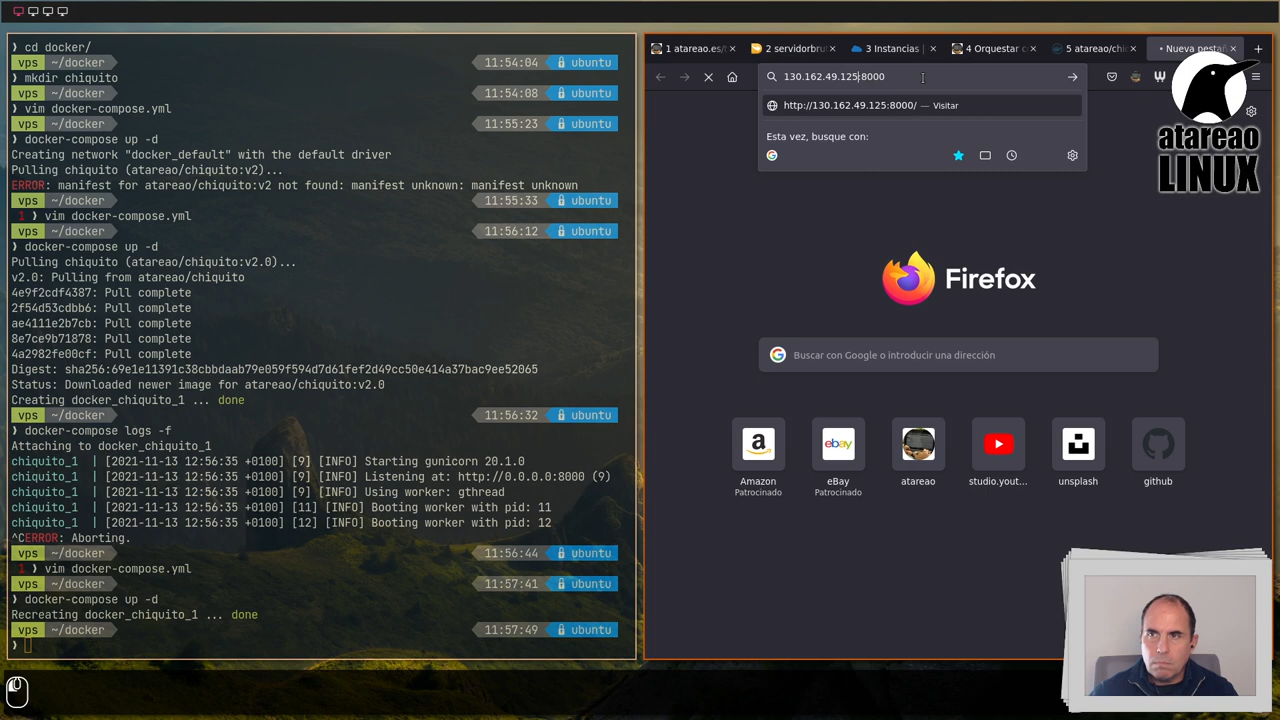 ❯ cd docker/
vps ~/docker 11:54:04 ubuntu
❯ mkdir chiquito
vps ~/docker 11:54:08 ubuntu
❯ vim docker-compose.yml
vps ~/docker 11:55:23 ubuntu
❯ docker-compose up -d
Creating network "docker_default" with the default driver
Pulling chiquito (atareao/chiquito:v2)...
ERROR: manifest for atareao/chiquito:v2 not found: manifest unknown: manifest unknown
vps ~/docker 11:55:33 ubuntu
1 ❯ vim docker-compose.yml
vps ~/docker 11:56:12 ubuntu
❯ docker-compose up -d
Pulling chiquito (atareao/chiquito:v2.0)...
v2.0: Pulling from atareao/chiquito
4e9f2cdf4387: Pull complete
2f54d53cdbb6: Pull complete
ae4111e2b7cb: Pull complete
8e7ce9b71878: Pull complete
4a2982fe00cf: Pull complete
Digest: sha256:69e1e11391c38cbbdaab79e059f594d7d61fef2d49cc50e414a37bac9ee52065
Status: Downloaded newer image for atareao/chiquito:v2.0
Creating docker_chiquito_1 ... done
vps ~/docker 11:56:32 ubuntu
❯ docker-compose logs -f
Attaching to docker_chiquito_1
chiquito_1 | [2021-11-13 12:56:35 +0100] [9] [INFO] Starting gunicorn 20.1.0
chiquito_1 | [2021-11-13 12:56:35 +0100] [9] [INFO] Listening at: http://0.0.0.0:8000 (9)
chiquito_1 | [2021-11-13 12:56:35 +0100] [9] [INFO] Using worker: gthread
chiquito_1 | [2021-11-13 12:56:35 +0100] [11] [INFO] Booting worker with pid: 11
chiquito_1 | [2021-11-13 12:56:35 +0100] [12] [INFO] Booting worker with pid: 12
^CERROR: Aborting.
vps ~/docker 11:56:44 ubuntu
1 ❯ vim docker-compose.yml
vps ~/docker 11:57:41 ubuntu
❯ docker-compose up -d
Recreating docker_chiquito_1 ... done
vps ~/docker 11:57:49 ubuntu
❯
1 atareao.es/t 2 servidorbru 3 Instancias | 4 Orquestar c 5 atareao/chi Nueva pestañ
130.162.49.125:8000
http://130.162.49.125:8000/ — Visitar
Esta vez, busque con:
atareao
LINUX
Firefox
Buscar con Google o introducir una dirección
Amazon eBay atareao studio.yout... unsplash github
Patrocinado Patrocinado